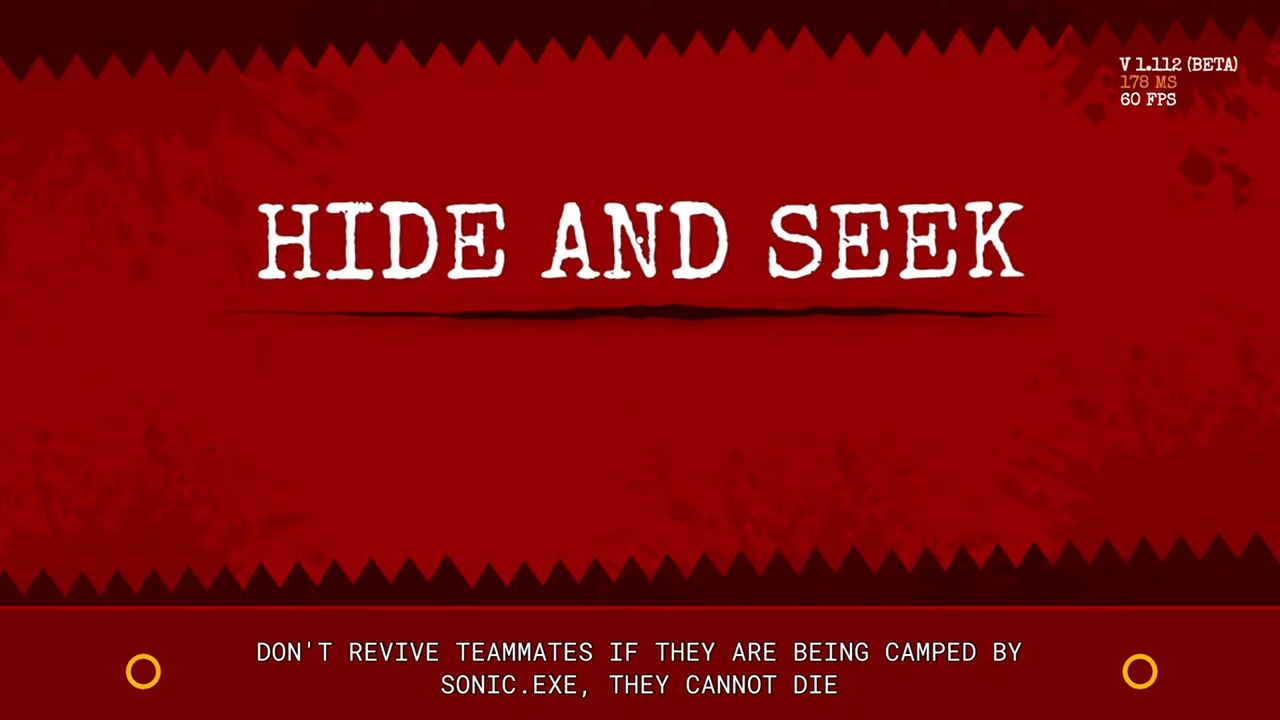 V 1.112 (BETA)
178 MS
60 FPS
HIDE AND SEEK
DON'T REVIVE TEAMMATES IF THEY ARE BEING CAMPED BY
SONIC.EXE, THEY CANNOT DIE